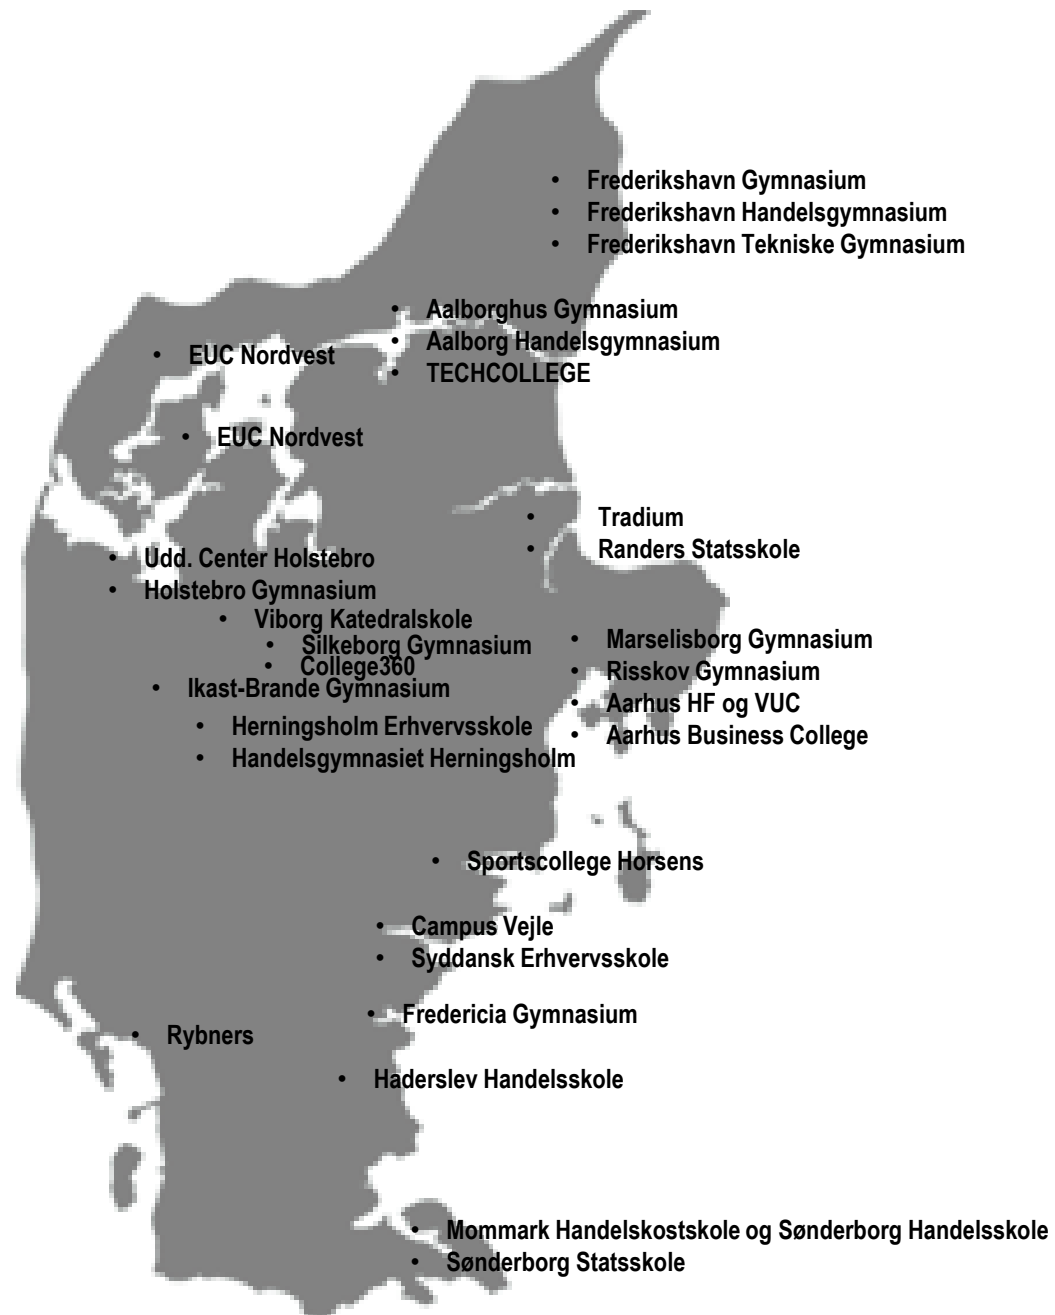 • Frederikshavn Gymnasium
• Frederikshavn Handelsgymnasium
• Frederikshavn Tekniske Gymnasium
• Aalborghus Gymnasium
• Aalborg Handelsgymnasium
• TECHCOLLEGE
• EUC Nordvest
• EUC Nordvest
• Tradium
• Randers Statsskole
• Udd. Center Holstebro
• Holstebro Gymnasium
• Viborg Katedralskole
• Silkeborg Gymnasium
• College360
• Ikast-Brande Gymnasium
• Herningsholm Erhvervsskole
• Handelsgymnasiet Herningsholm
• Marselisborg Gymnasium
• Risskov Gymnasium
• Aarhus HF og VUC
• Aarhus Business College
• Sportscollege Horsens
• Campus Vejle
• Syddansk Erhvervsskole
• Fredericia Gymnasium
• Rybners
• Haderslev Handelsskole
• Mommark Handelskostskole og Sønderborg Handelsskole
• Sønderborg Statsskole